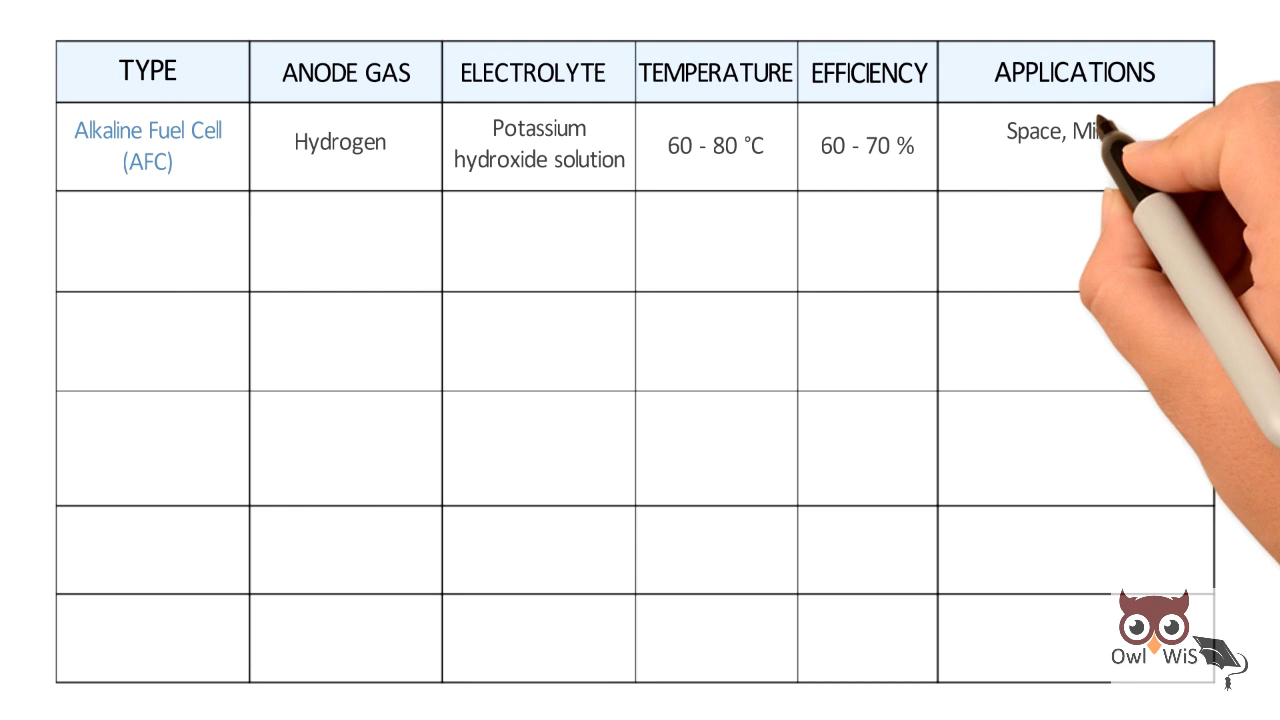 TYPE ANODE GAS ELECTROLYTE TEMPERATURE EFFICIENCY APPLICATIONS
Alkaline Fuel Cell
(AFC)
Hydrogen
Potassium
hydroxide solution
60 - 80 °C
60 - 70 %
Space,
Owl WiS